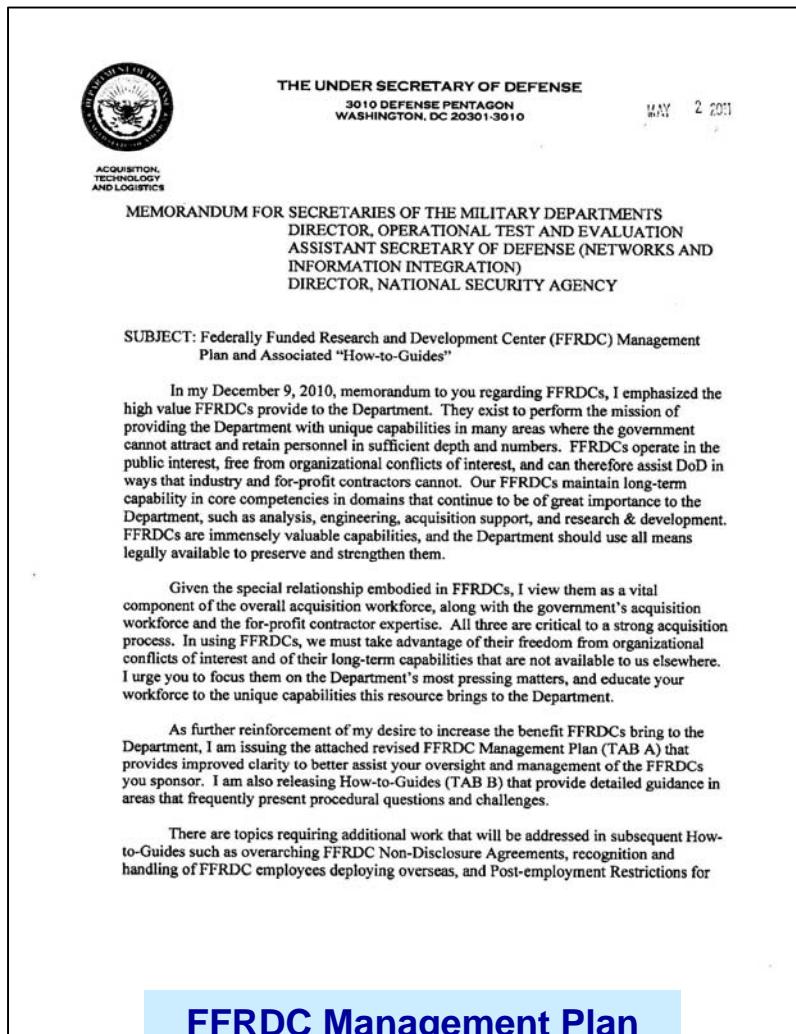 THE UNDER SECRETARY OF DEFENSE
3010 DEFENSE PENTAGON
WASHINGTON, DC 20301-3010
MAY 2 2011
ACQUISITION,
TECHNOLOGY
AND LOGISTICS
MEMORANDUM FOR SECRETARIES OF THE MILITARY DEPARTMENTS
DIRECTOR, OPERATIONAL TEST AND EVALUATION
ASSISTANT SECRETARY OF DEFENSE (NETWORKS AND
INFORMATION INTEGRATION)
DIRECTOR, NATIONAL SECURITY AGENCY
SUBJECT: Federally Funded Research and Development Center (FFRDC) Management
Plan and Associated “How-to-Guides”
In my December 9, 2010, memorandum to you regarding FFRDCs, I emphasized the
high value FFRDCs provide to the Department. They exist to perform the mission of
providing the Department with unique capabilities in many areas where the government
cannot attract and retain personnel in sufficient depth and numbers. FFRDCs operate in the
public interest, free from organizational conflicts of interest, and can therefore assist DoD in
ways that industry and for-profit contractors cannot. Our FFRDCs maintain long-term
capability in core competencies in domains that continue to be of great importance to the
Department, such as analysis, engineering, acquisition support, and research & development.
FFRDCs are immensely valuable capabilities, and the Department should use all means
legally available to preserve and strengthen them.
Given the special relationship embodied in FFRDCs, I view them as a vital
component of the overall acquisition workforce, along with the government’s acquisition
workforce and the for-profit contractor expertise. All three are critical to a strong acquisition
process. In using FFRDCs, we must take advantage of their freedom from organizational
conflicts of interest and of their long-term capabilities that are not available to us elsewhere.
I urge you to focus them on the Department’s most pressing matters, and educate your
workforce to the unique capabilities this resource brings to the Department.
As further reinforcement of my desire to increase the benefit FFRDCs bring to the
Department, I am issuing the attached revised FFRDC Management Plan (TAB A) that
provides improved clarity to better assist your oversight and management of the FFRDCs
you sponsor. I am also releasing How-to-Guides (TAB B) that provide detailed guidance in
areas that frequently present procedural questions and challenges.
There are topics requiring additional work that will be addressed in subsequent How-
to-Guides such as overarching FFRDC Non-Disclosure Agreements, recognition and
handling of FFRDC employees deploying overseas, and Post-employment Restrictions for
FFRDC Management Plan